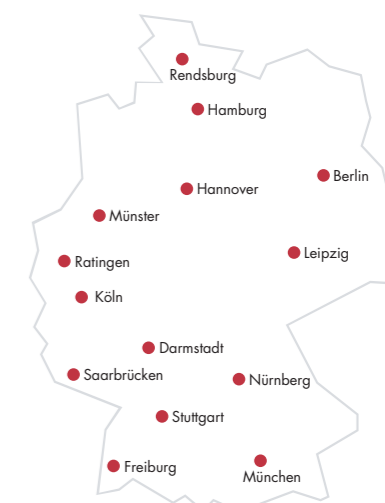 Rendsburg
Hamburg
Berlin
Hannover
Münster
Leipzig
Ratingen
Köln
Darmstadt
Saarbrücken
Nürnberg
Stuttgart
Freiburg
München